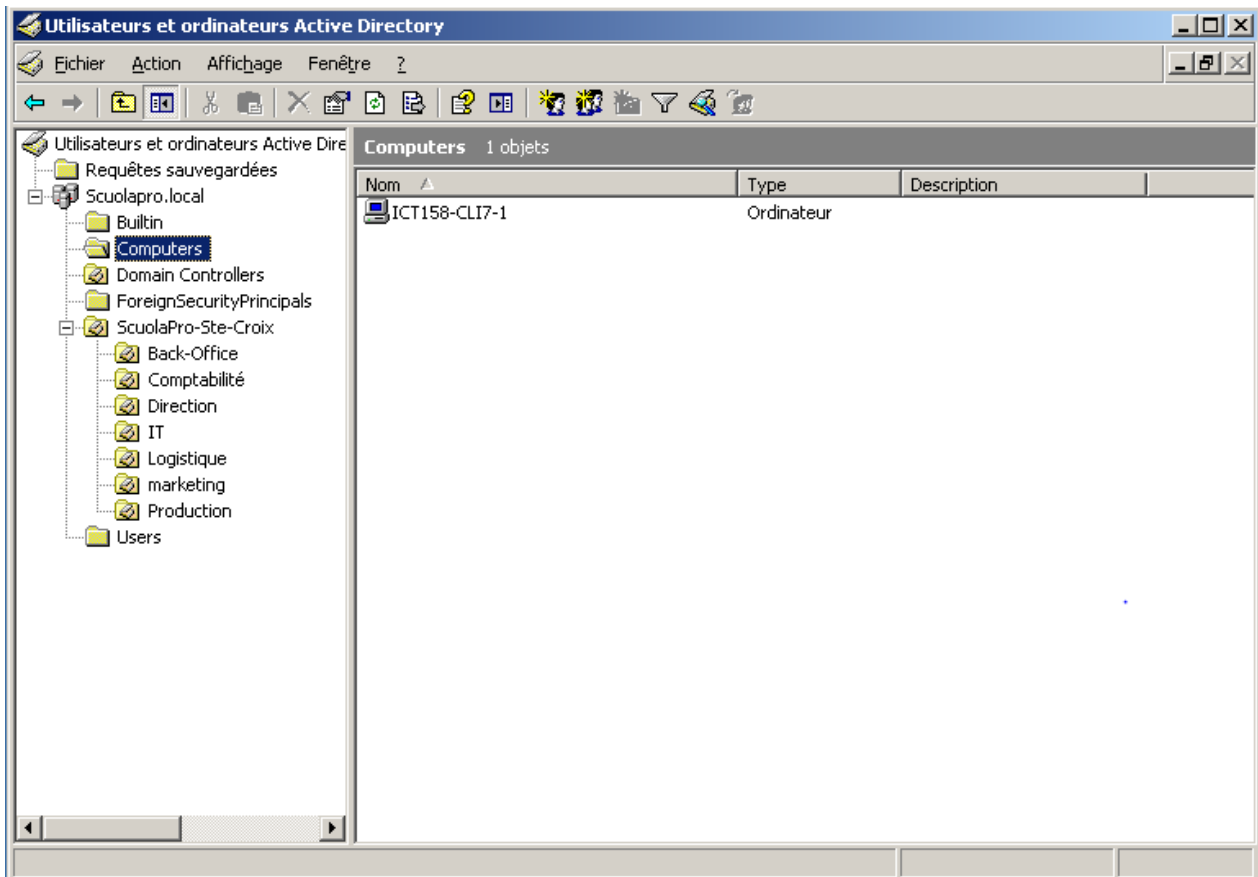 Utilisateurs et ordinateurs Active Directory
Fichier Action Affichage Fenêtre ?
Utilisateurs et ordinateurs Active Dire
Requêtes sauvegardées
Scuolapro.local
Builtin
Computers
Domain Controllers
ForeignSecurityPrincipals
ScuolaPro-Ste-Croix
Back-Office
Comptabilité
Direction
IT
Logistique
marketing
Production
Users
Computers 1 objets
Nom Type Description
ICT158-CLI7-1 Ordinateur